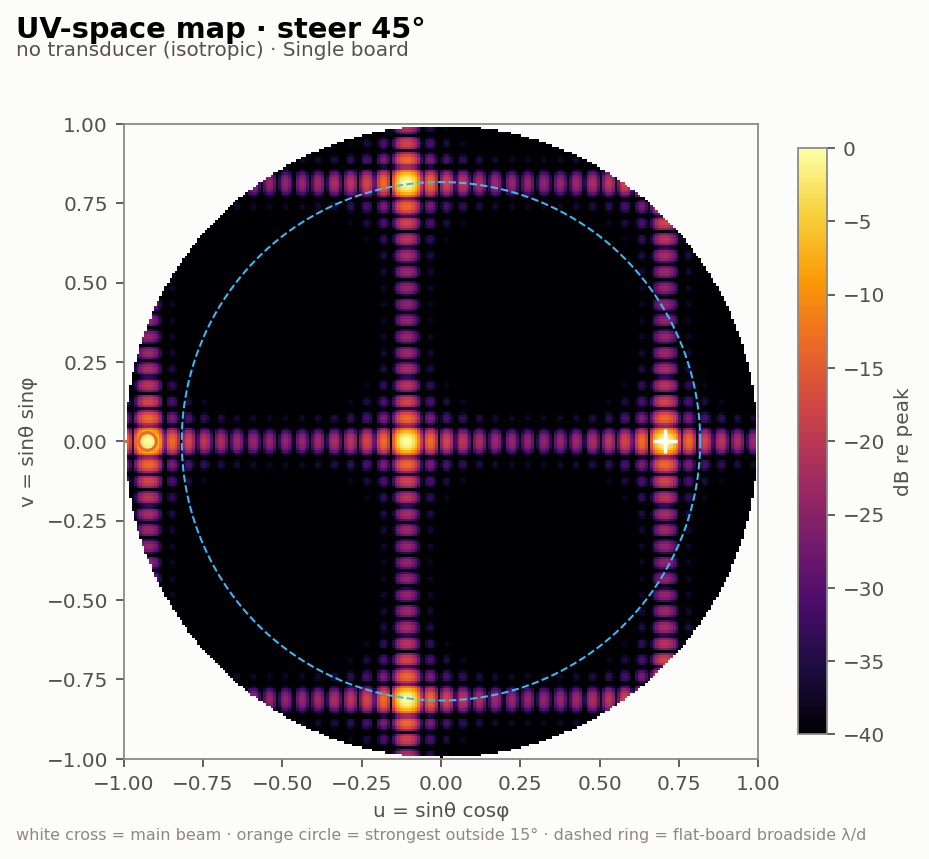 UV-space map · steer 45°
no transducer (isotropic) · Single board
1.00
0.75
0.50
0.25
0.00
−0.25
−0.50
−0.75
−1.00
v = sinθ sinφ
−1.00 −0.75 −0.50 −0.25 0.00 0.25 0.50 0.75 1.00
u = sinθ cosφ
0
−5
−10
−15
−20
−25
−30
−35
−40
dB re peak
white cross = main beam · orange circle = strongest outside 15° · dashed ring = flat-board broadside λ/d